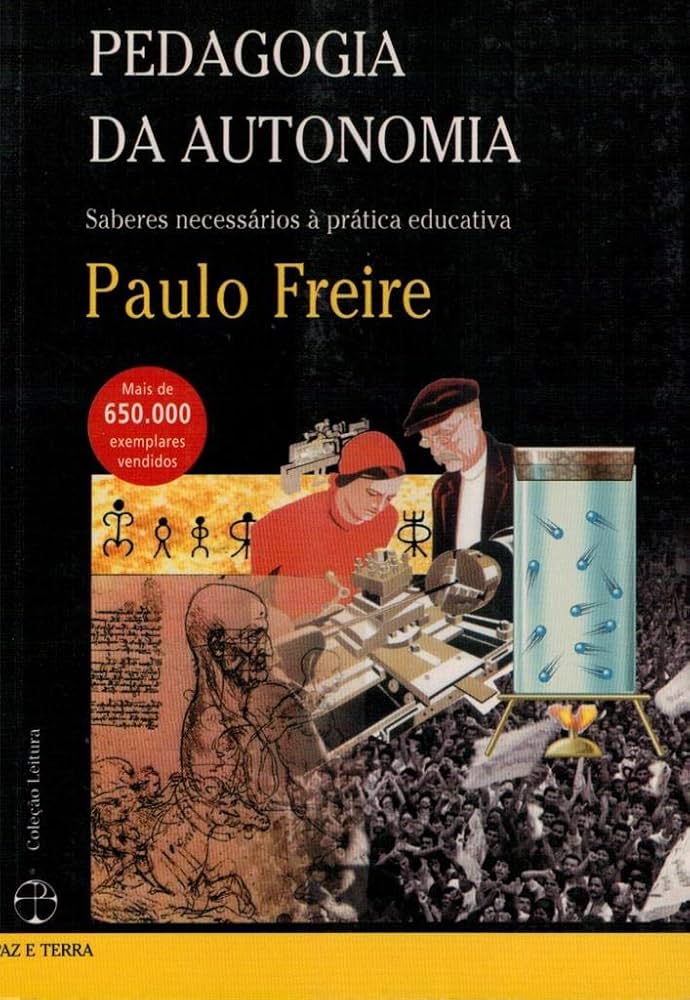 PEDAGOGIA
DA AUTONOMIA
Saberes necessários à prática educativa
Paulo Freire
Mais de
650.000
exemplares
vendidos
Coleção Leitura
PAZ E TERRA